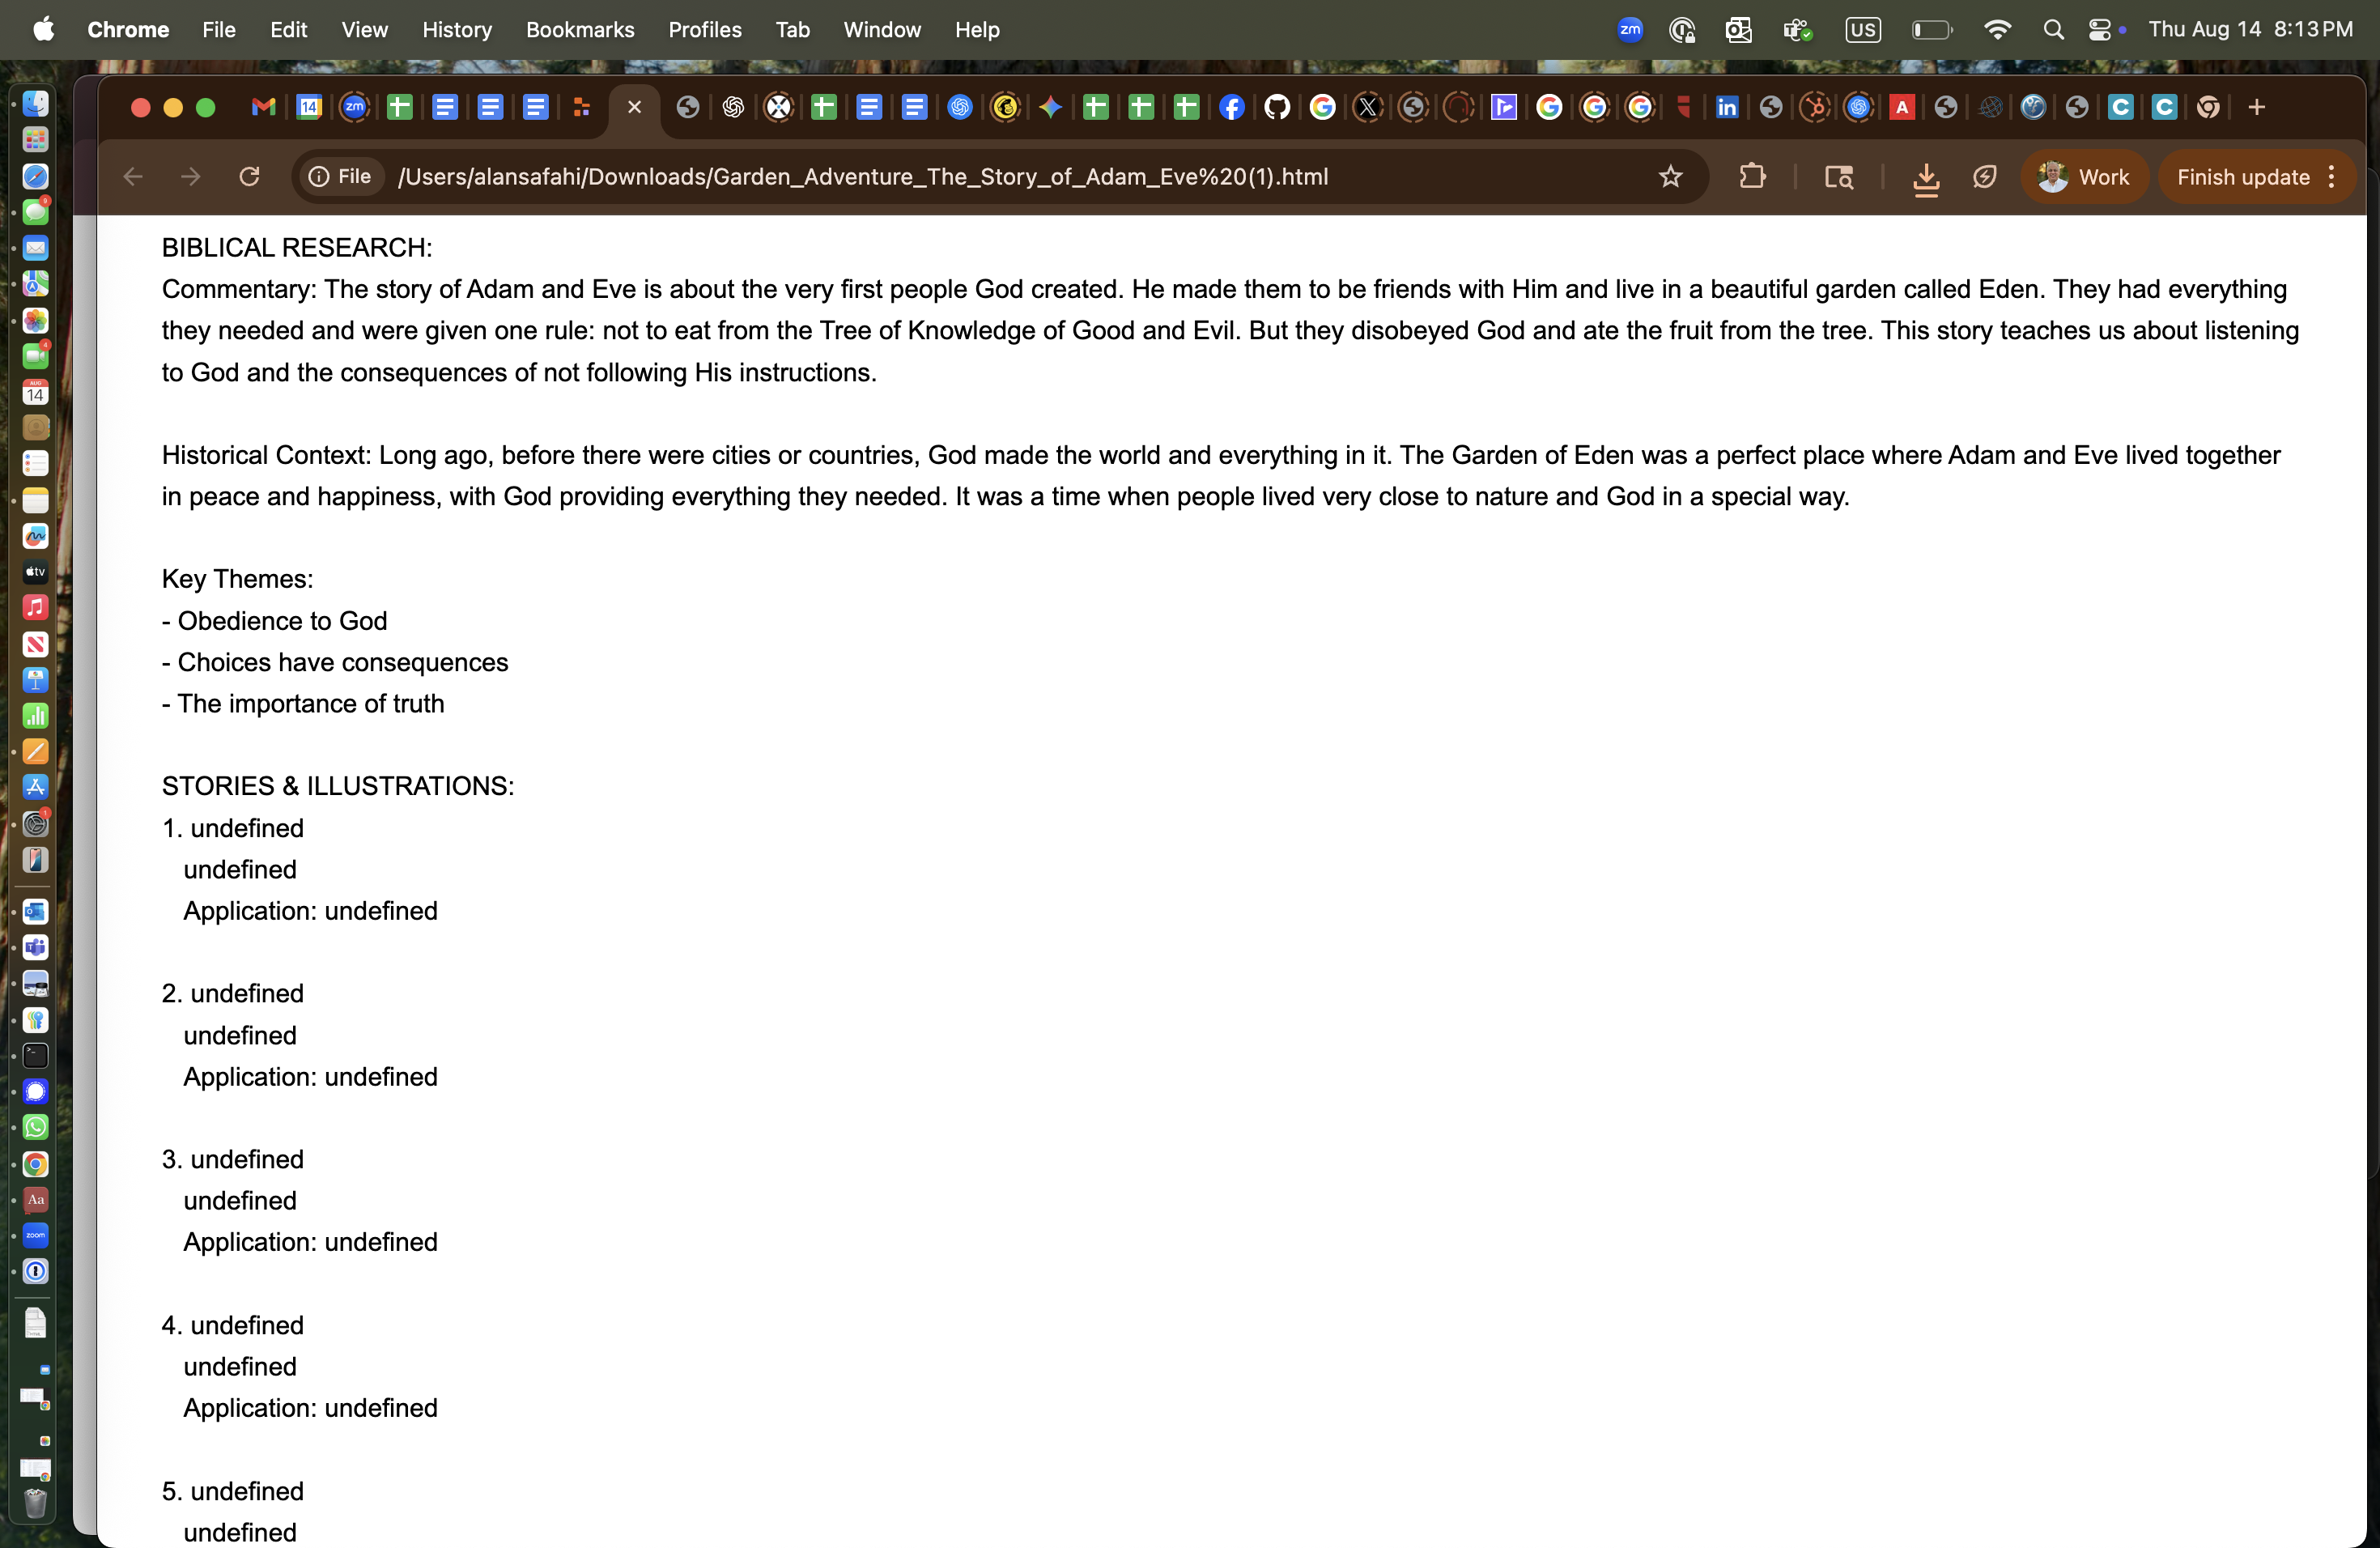 Chrome File Edit View History Bookmarks Profiles Tab Window Help zm US Thu Aug 14 8:13 PM
14 zm X in A C C
File /Users/alansafahi/Downloads/Garden_Adventure_The_Story_of_Adam_Eve%20(1).html Work Finish update
BIBLICAL RESEARCH:
Commentary: The story of Adam and Eve is about the very first people God created. He made them to be friends with Him and live in a beautiful garden called Eden. They had everything
they needed and were given one rule: not to eat from the Tree of Knowledge of Good and Evil. But they disobeyed God and ate the fruit from the tree. This story teaches us about listening
to God and the consequences of not following His instructions.
Historical Context: Long ago, before there were cities or countries, God made the world and everything in it. The Garden of Eden was a perfect place where Adam and Eve lived together
in peace and happiness, with God providing everything they needed. It was a time when people lived very close to nature and God in a special way.
Key Themes:
- Obedience to God
- Choices have consequences
- The importance of truth
STORIES & ILLUSTRATIONS:
1. undefined
undefined
Application: undefined
2. undefined
undefined
Application: undefined
3. undefined
undefined
Application: undefined
4. undefined
undefined
Application: undefined
5. undefined
undefined
AUG
14
tv
Aa
zoom